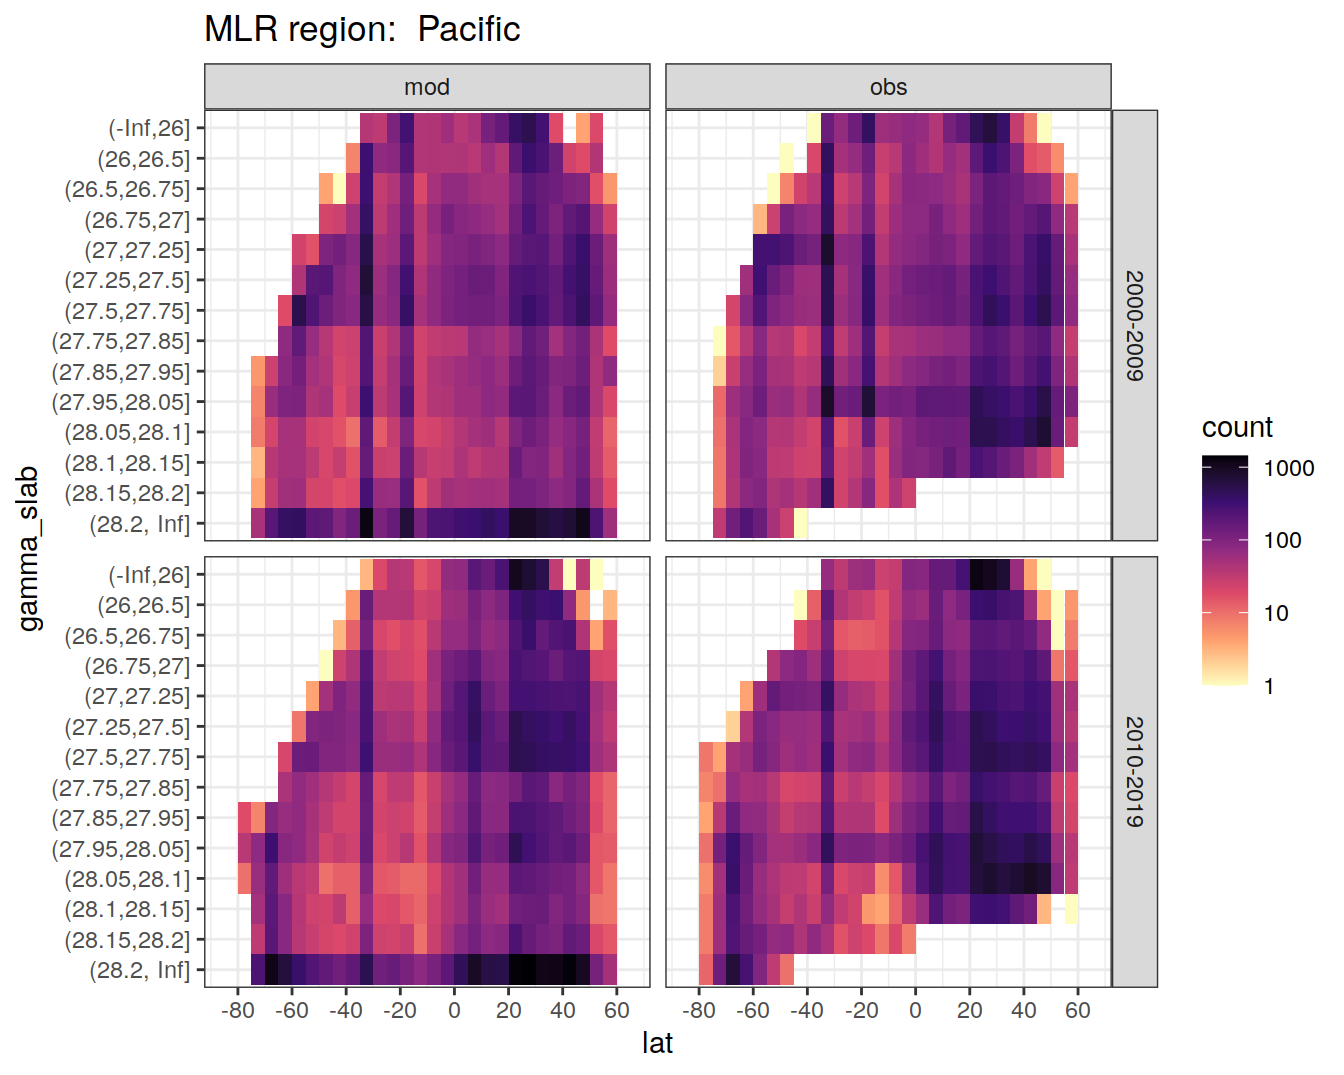 MLR region:  Pacific
mod
obs
(-Inf,26]
(26,26.5]
(26.5,26.75]
(26.75,27]
(27,27.25]
(27.25,27.5]
(27.5,27.75]
(27.75,27.85]
(27.85,27.95]
(27.95,28.05]
(28.05,28.1]
(28.1,28.15]
(28.15,28.2]
(28.2, Inf]
2000-2009
(-Inf,26]
(26,26.5]
(26.5,26.75]
(26.75,27]
(27,27.25]
(27.25,27.5]
(27.5,27.75]
(27.75,27.85]
(27.85,27.95]
(27.95,28.05]
(28.05,28.1]
(28.1,28.15]
(28.15,28.2]
(28.2, Inf]
2010-2019
gamma_slab
-80 -60 -40 -20 0 20 40 60
-80 -60 -40 -20 0 20 40 60
lat
count
1000
100
10
1